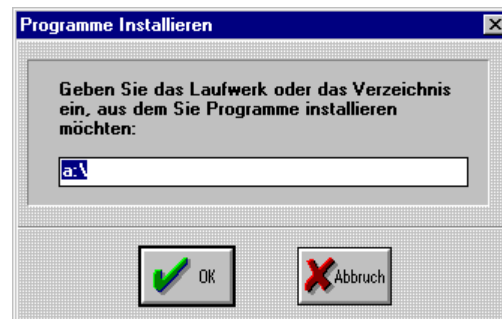 Programme Installieren
Geben Sie das Laufwerk oder das Verzeichnis
ein, aus dem Sie Programme installieren
möchten:
a:\
OK
Abbruch